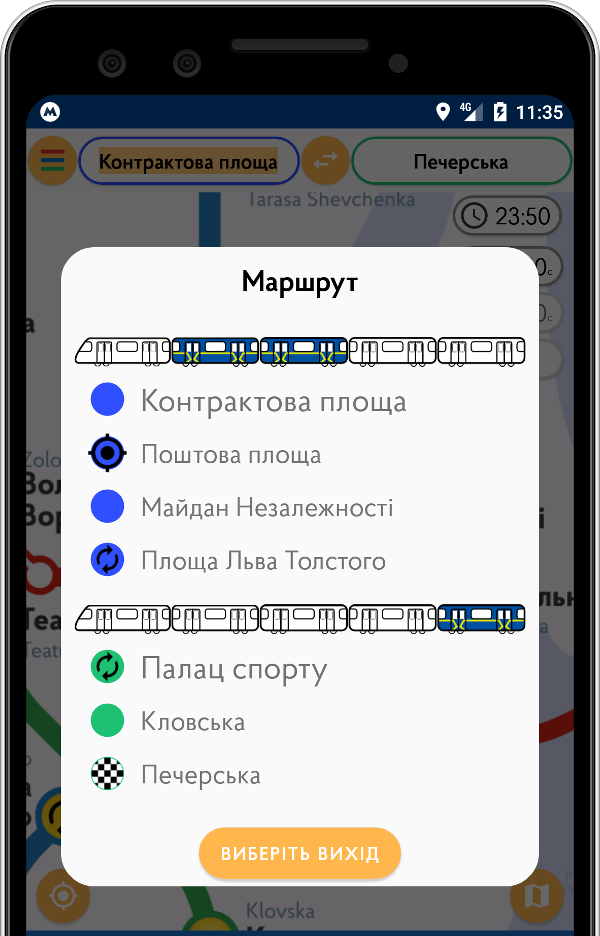 4G 11:35
Контрактова площа
Печерська
Tarasa Shevchenka
23:50
Маршрут
Контрактова площа
Поштова площа
Майдан Незалежності
Площа Льва Толстого
Палац спорту
Кловська
Печерська
ВИБЕРІТЬ ВИХІД
Klovska